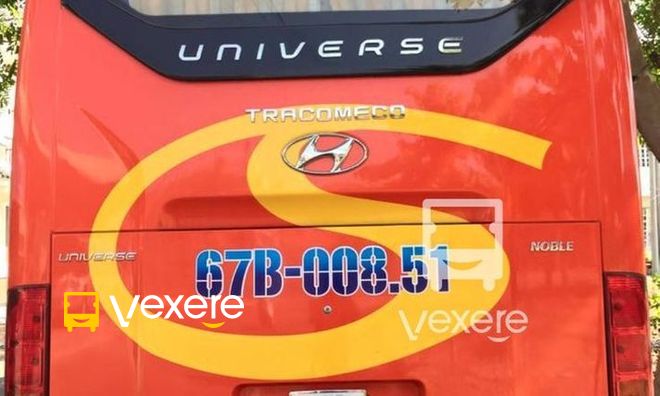 UNIVERSE
TRACOMECO
UNIVERSE NOBLE
67B-008.51
vexere
vexere